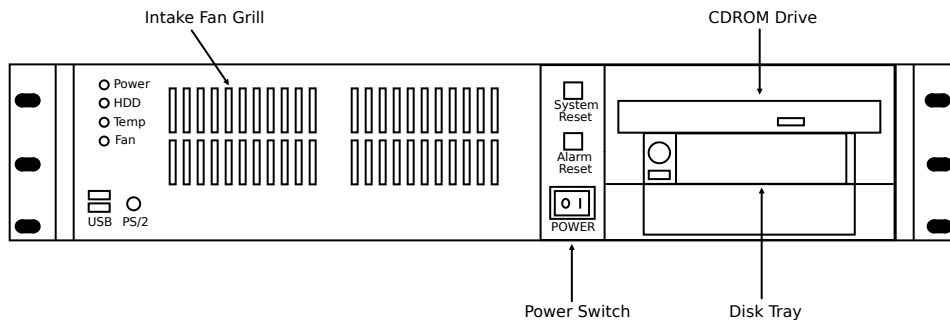 Intake Fan Grill
CDROM Drive
Power
HDD
Temp
Fan
System
Reset
Alarm
Reset
USB
PS/2
0 I
POWER
Power Switch
Disk Tray